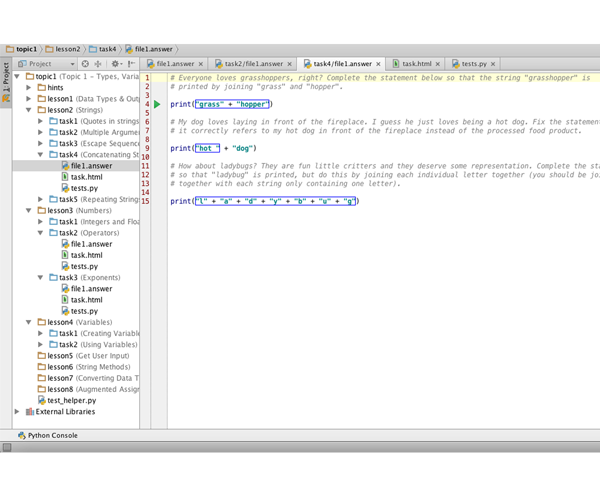 topic1 lesson2 task4 file1.answer
1: Project
Project
file1.answer task2/file1.answer task4/file1.answer task.html tests.py
topic1 (Topic 1 - Types, Varia
hints
lesson1 (Data Types & Outp
lesson2 (Strings)
task1 (Quotes in strings
task2 (Multiple Argume
task3 (Escape Sequence
task4 (Concatenating St
file1.answer
task.html
tests.py
task5 (Repeating Strings
lesson3 (Numbers)
task1 (Integers and Floa
task2 (Operators)
file1.answer
task.html
tests.py
task3 (Exponents)
file1.answer
task.html
tests.py
lesson4 (Variables)
task1 (Creating Variable
task2 (Using Variables)
lesson5 (Get User Input)
lesson6 (String Methods)
lesson7 (Converting Data T
lesson8 (Augmented Assign
test_helper.py
External Libraries
1 # Everyone loves grasshoppers, right? Complete the statement below so that the string "grasshopper" is
2 # printed by joining "grass" and "hopper".
3
4 print("grass" + "hopper")
5
6 # My dog loves laying in front of the fireplace. I guess he just loves being a hot dog. Fix the statement
7 # it correctly refers to my hot dog in front of the fireplace instead of the processed food product.
8
9 print("hot " + "dog")
10
11 # How about ladybugs? They are fun little critters and they deserve some representation. Complete the sta
12 # so that "ladybug" is printed, but do this by joining each individual letter together (you should be joi
13 # together with each string only containing one letter).
14
15 print("l" + "a" + "d" + "y" + "b" + "u" + "g")
Python Console